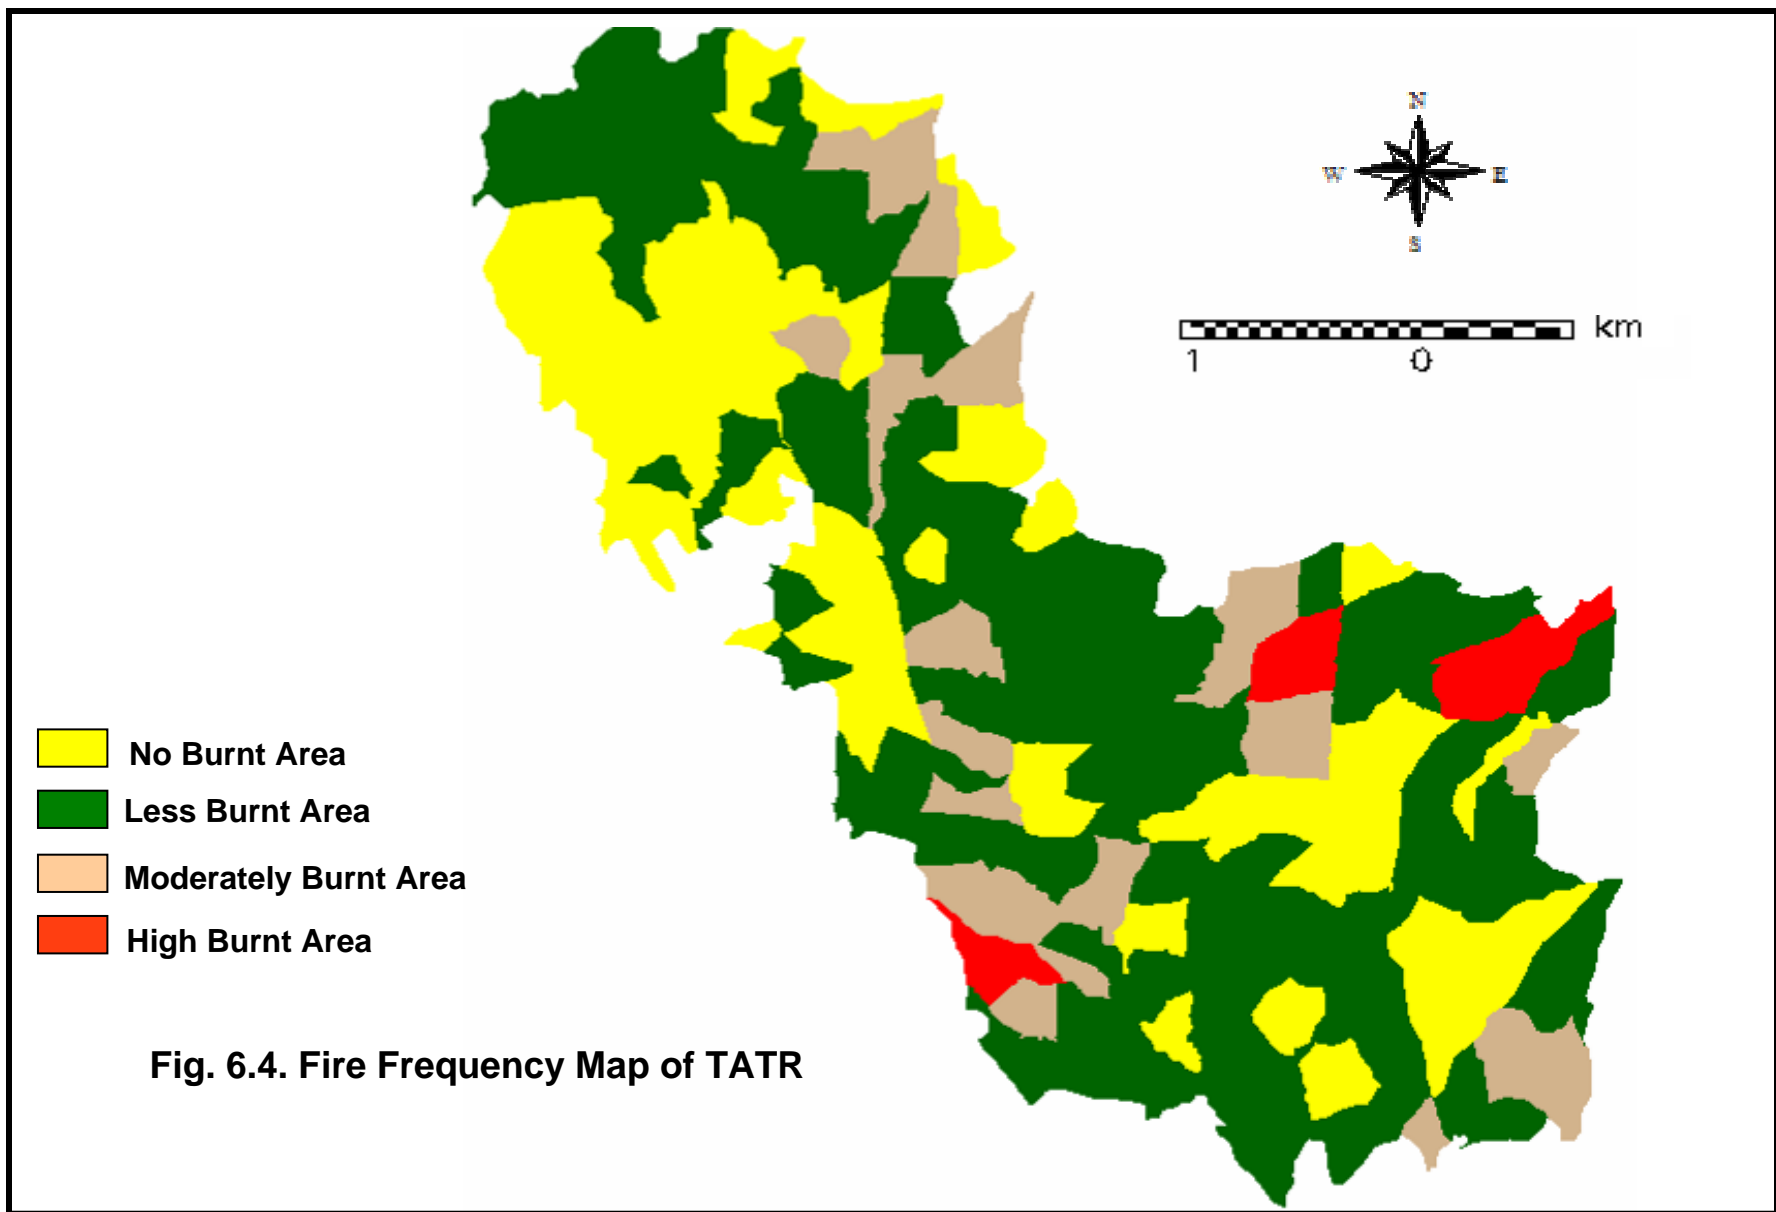 N
W E
S
km
1 0
No Burnt Area
Less Burnt Area
Moderately Burnt Area
High Burnt Area
Fig. 6.4. Fire Frequency Map of TATR